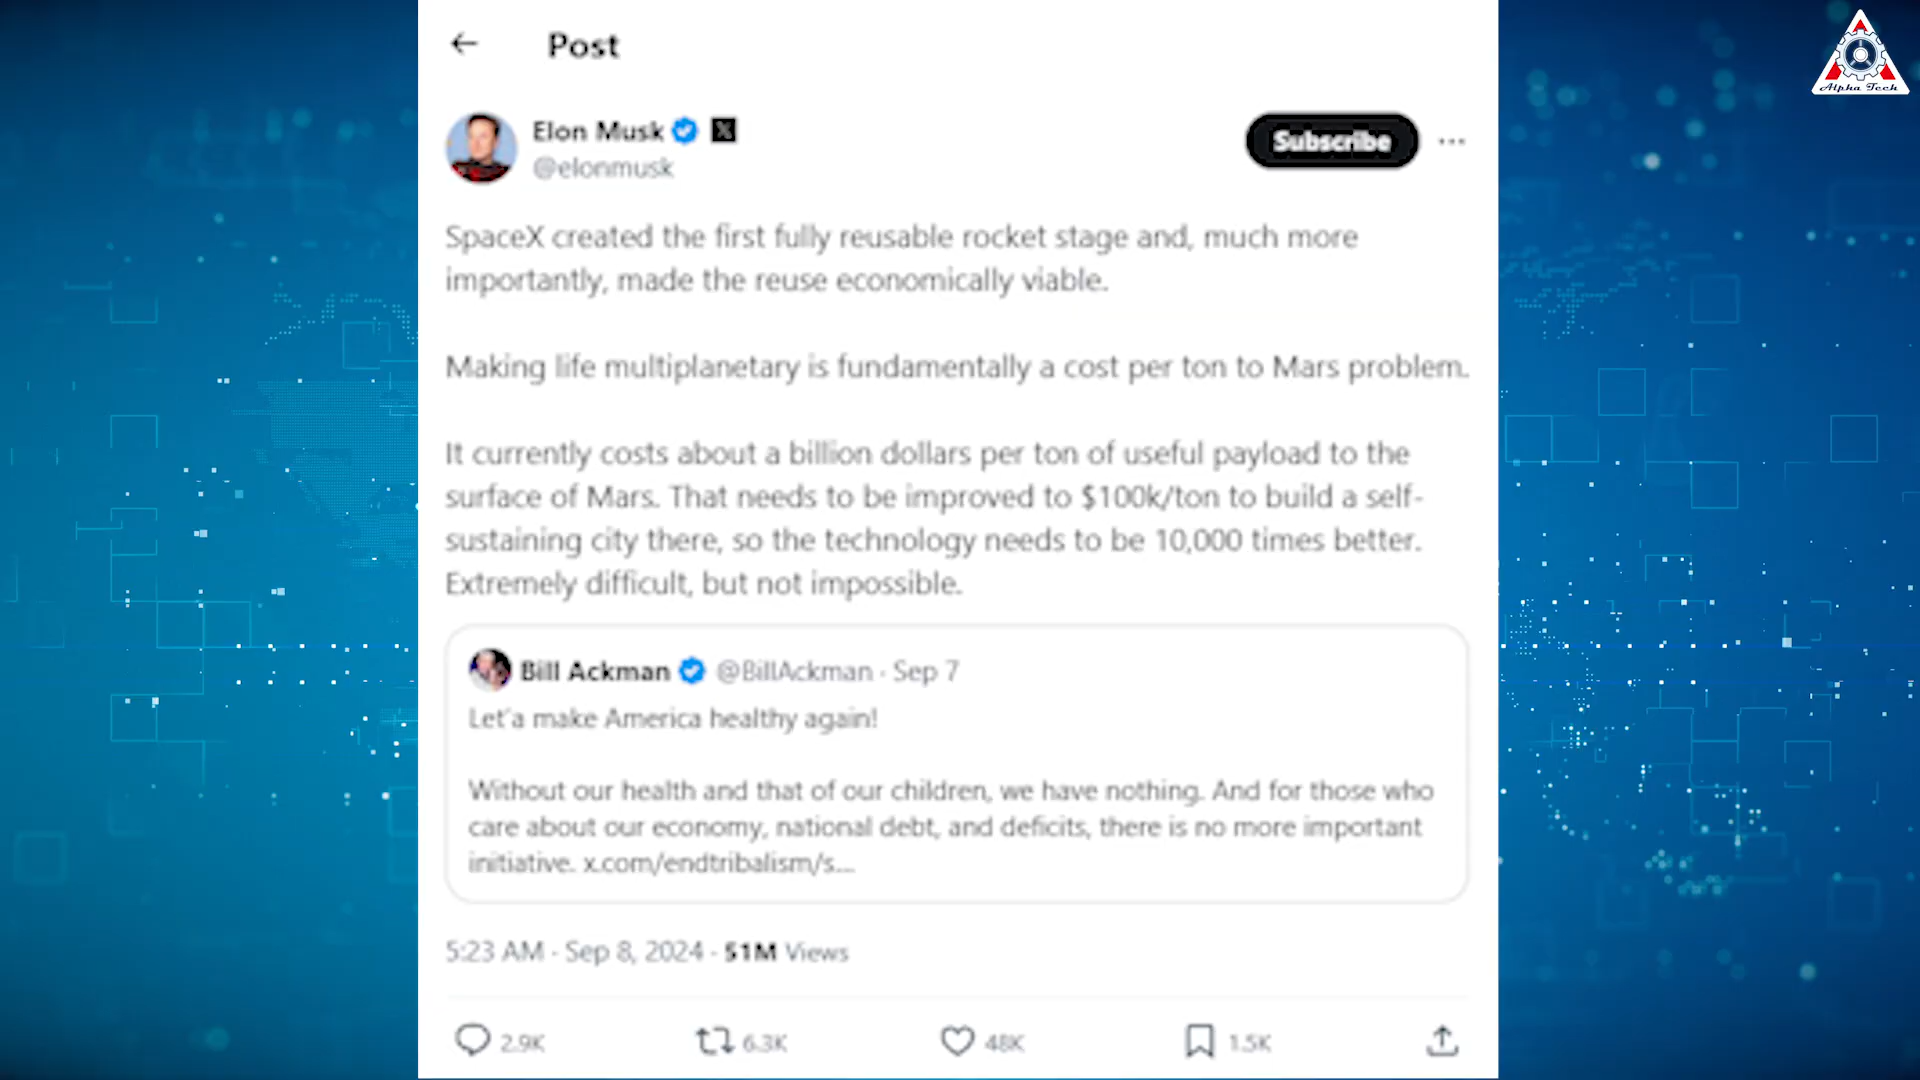 Post
Alpha Tech
Elon Musk
@elonmusk
Subscribe
SpaceX created the first fully reusable rocket stage and, much more
importantly, made the reuse economically viable.
Making life multiplanetary is fundamentally a cost per ton to Mars problem.
It currently costs about a billion dollars per ton of useful payload to the
surface of Mars. That needs to be improved to $100k/ton to build a self-
sustaining city there, so the technology needs to be 10,000 times better.
Extremely difficult, but not impossible.
Bill Ackman @BillAckman · Sep 7
Let'a make America healthy again!
Without our health and that of our children, we have nothing. And for those who
care about our economy, national debt, and deficits, there is no more important
initiative. x.com/endtribalism/s...
5:23 AM · Sep 8, 2024 · 51M Views
2.9K 6.3K 48K 1.5K